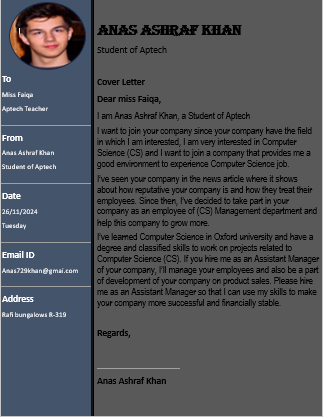 ANAS ASHRAF KHAN
Student of Aptech
To
Miss Faiqa
Aptech Teacher
From
Anas Ashraf Khan
Student of Aptech
Date
26/11/2024
Tuesday
Email ID
Anas729khan@gmai.com
Address
Rafi bungalows R-319
Cover Letter
Dear miss Faiqa,
I am Anas Ashraf Khan, a Student of Aptech
I want to join your company since your company have the field
in which I am interested, I am very interested in Computer
Science (CS) and I want to join a company that provides me a
good environment to experience Computer Science job.
I've seen your company in the news article where it shows
about how reputative your company is and how they treat their
employees. Since then, I've decided to take part in your
company as an employee of (CS) Management department and
help this company to grow more.
I've learned Computer Science in Oxford university and have a
degree and classified skills to work on projects related to
Computer Science (CS). If you hire me as an Assistant Manager
of your company, I'll manage your employees and also be a part
of development of your company on product sales. Please hire
me as an Assistant Manager so that I can use my skills to make
your company more successful and financially stable.
Regards,
Anas Ashraf Khan